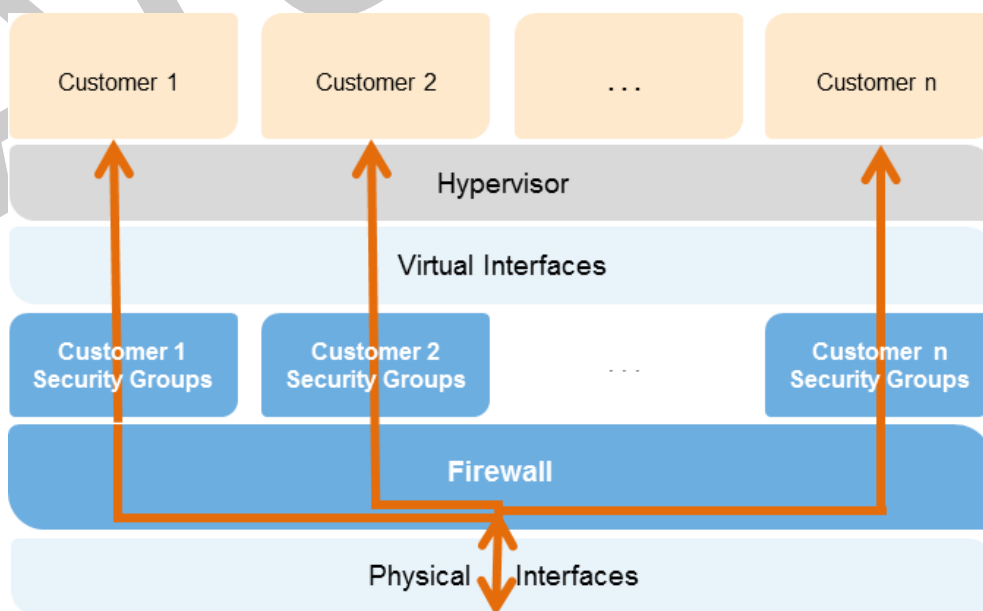 Customer 1
Customer 2
...
Customer n
Hypervisor
Virtual Interfaces
Customer 1
Security Groups
Customer 2
Security Groups
...
Customer n
Security Groups
Firewall
Physical Interfaces